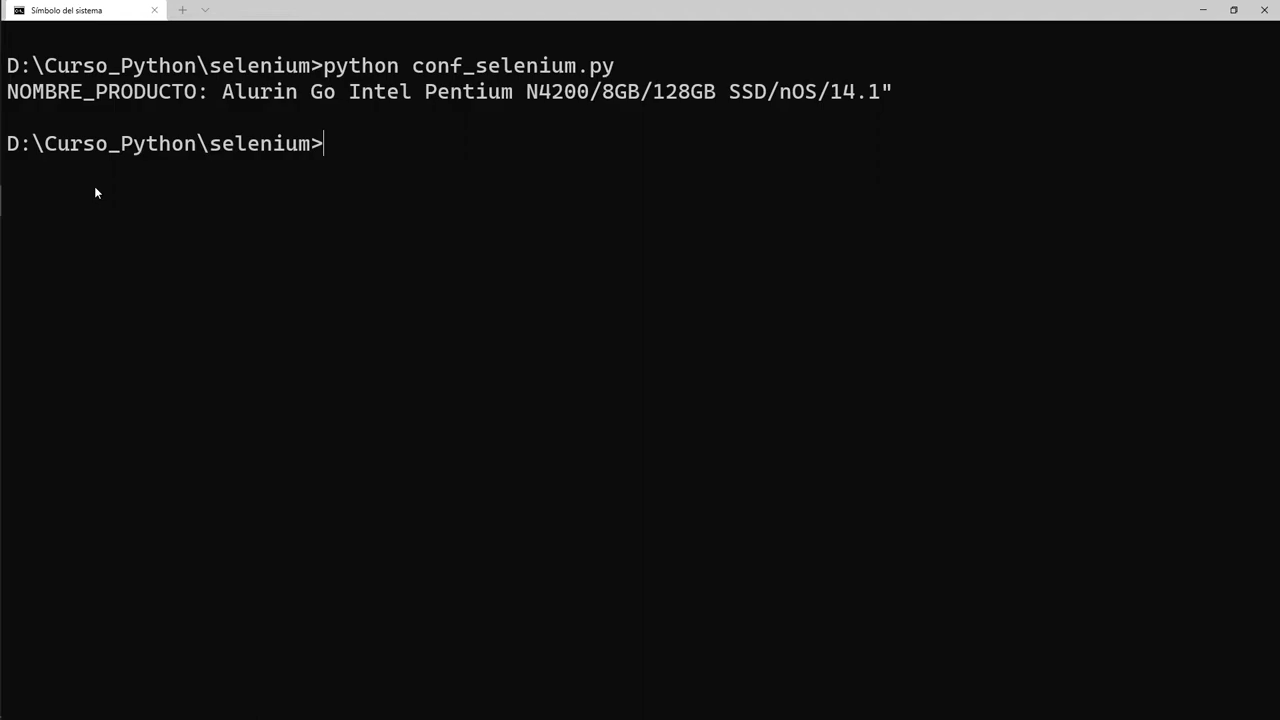 Símbolo del sistema
D:\Curso_Python\selenium>python conf_selenium.py
NOMBRE_PRODUCTO: Alurin Go Intel Pentium N4200/8GB/128GB SSD/nOS/14.1"
D:\Curso_Python\selenium>